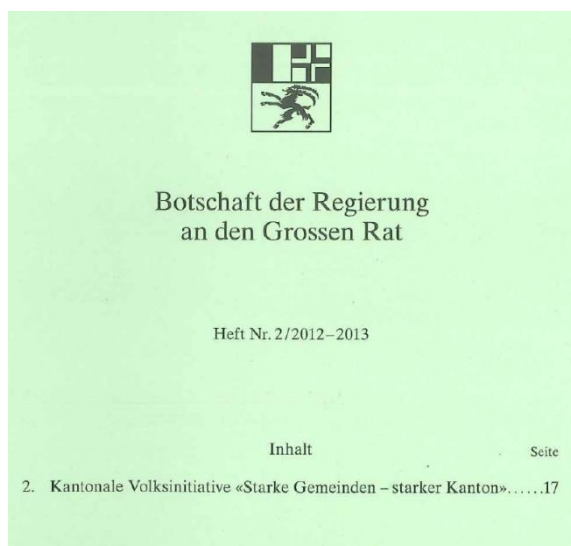 Botschaft der Regierung
an den Grossen Rat
Heft Nr. 2/2012–2013
Inhalt Seite
2. Kantonale Volksinitiative «Starke Gemeinden – starker Kanton»......17